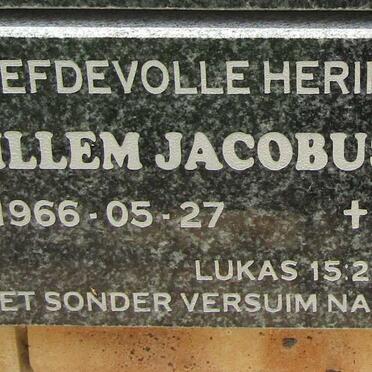 EFDEVOLLE HERIN
ILLEM JACOBUS
1966-05-27 ✝
LUKAS 15:2
ET SONDER VERSUIM NA